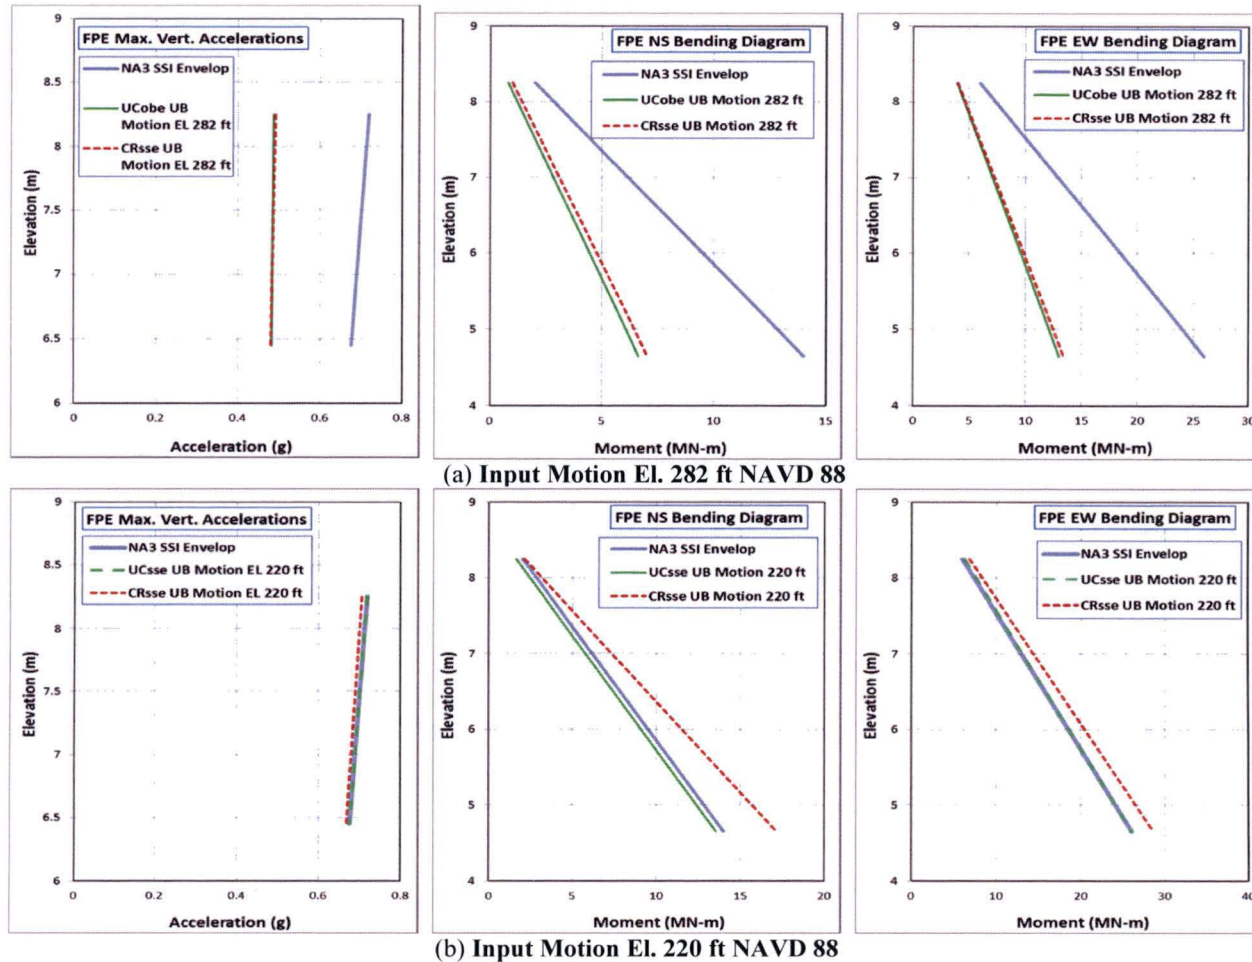 FPE Max. Vert. Accelerations
NA3 SSI Envelop
UCobe UB
Motion EL 282 ft
CRsse UB
Motion EL 282 ft
Elevation (m)
9
8.5
8
7.5
7
6.5
6
0
0.2
0.4
0.6
0.8
Acceleration (g)
FPE NS Bending Diagram
NA3 SSI Envelop
UCobe UB Motion 282 ft
CRsse UB Motion 282 ft
Elevation (m)
9
8
7
6
5
4
0
5
10
15
Moment (MN-m)
FPE EW Bending Diagram
NA3 SSI Envelop
UCobe UB Motion 282 ft
CRsse UB Motion 282 ft
Elevation (m)
9
8
7
6
5
4
0
5
10
15
20
25
30
Moment (MN-m)
(a) Input Motion El. 282 ft NAVD 88
FPE Max. Vert. Accelerations
NA3 SSI Envelop
UCsse UB Motion EL 220 ft
CRsse UB Motion EL 220 ft
Elevation (m)
9
8.5
8
7.5
7
6.5
6
0
0.2
0.4
0.6
0.8
Acceleration (g)
FPE NS Bending Diagram
NA3 SSI Envelop
UCsse UB Motion 220 ft
CRsse UB Motion 220 ft
Elevation (m)
9
8
7
6
5
4
0
5
10
15
20
Moment (MN-m)
FPE EW Bending Diagram
NA3 SSI Envelop
UCsse UB Motion 220 ft
CRsse UB Motion 220 ft
Elevation (m)
9
8
7
6
5
4
0
10
20
30
40
Moment (MN-m)
(b) Input Motion El. 220 ft NAVD 88